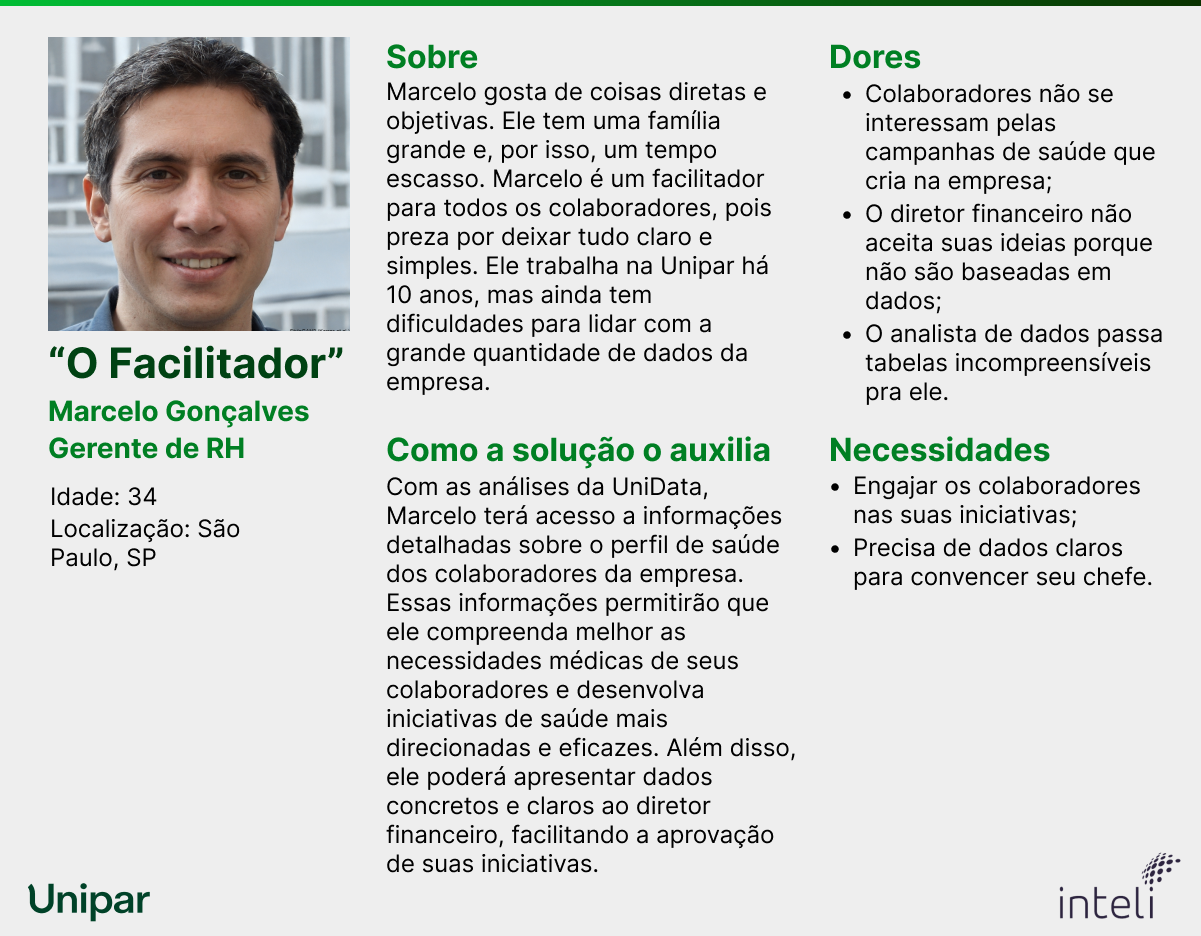 “O Facilitador”
Marcelo Gonçalves
Gerente de RH
Idade: 34
Localização: São
Paulo, SP
Sobre
Marcelo gosta de coisas diretas e
objetivas. Ele tem uma família
grande e, por isso, um tempo
escasso. Marcelo é um facilitador
para todos os colaboradores, pois
preza por deixar tudo claro e
simples. Ele trabalha na Unipar há
10 anos, mas ainda tem
dificuldades para lidar com a
grande quantidade de dados da
empresa.
Como a solução o auxilia
Com as análises da UniData,
Marcelo terá acesso a informações
detalhadas sobre o perfil de saúde
dos colaboradores da empresa.
Essas informações permitirão que
ele compreenda melhor as
necessidades médicas de seus
colaboradores e desenvolva
iniciativas de saúde mais
direcionadas e eficazes. Além disso,
ele poderá apresentar dados
concretos e claros ao diretor
financeiro, facilitando a aprovação
de suas iniciativas.
Dores
• Colaboradores não se
interessam pelas
campanhas de saúde que
cria na empresa;
• O diretor financeiro não
aceita suas ideias porque
não são baseadas em
dados;
• O analista de dados passa
tabelas incompreensíveis
pra ele.
Necessidades
• Engajar os colaboradores
nas suas iniciativas;
• Precisa de dados claros
para convencer seu chefe.
Unipar
inteli